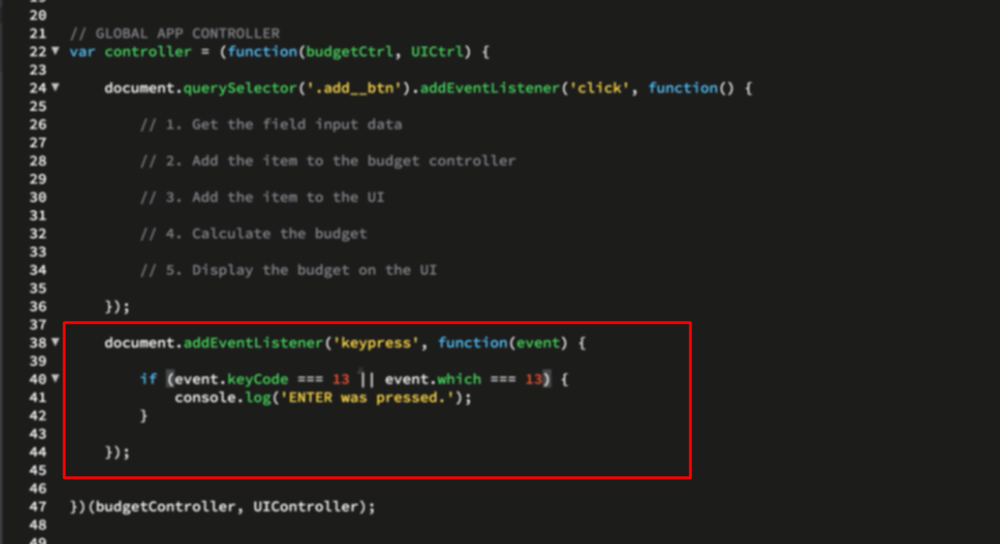 20
21 // GLOBAL APP CONTROLLER
22 ▼ var controller = (function(budgetCtrl, UICtrl) {
23
24 ▼     document.querySelector('.add__btn').addEventListener('click', function() {
25
26         // 1. Get the field input data
27
28         // 2. Add the item to the budget controller
29
30         // 3. Add the item to the UI
31
32         // 4. Calculate the budget
33
34         // 5. Display the budget on the UI
35
36     });
37
38 ▼     document.addEventListener('keypress', function(event) {
39
40 ▼         if (event.keyCode === 13 || event.which === 13) {
41             console.log('ENTER was pressed.');
42         }
43
44     });
45
46
47 })(budgetController, UIController);
48
49